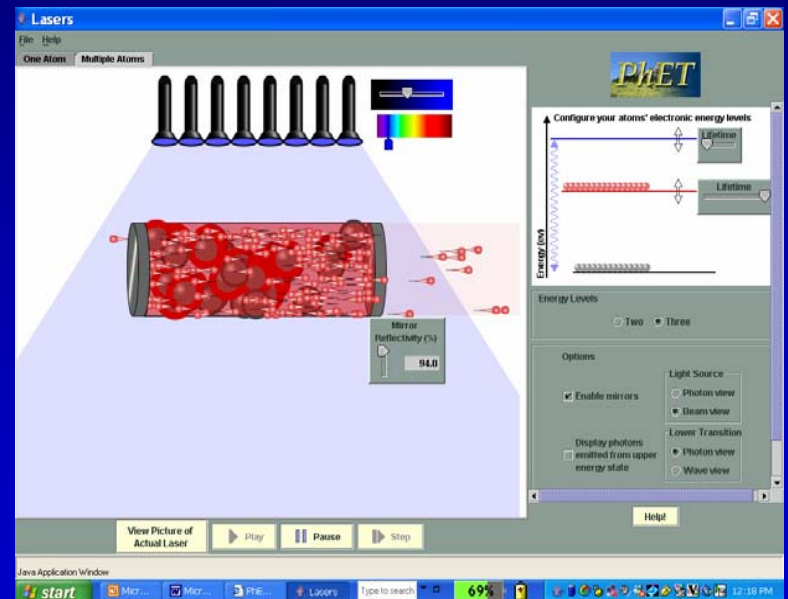 Lasers
File Help
One Atom Multiple Atoms
PhET
Configure your atoms' electronic energy levels
Lifetime
Lifetime
Energy (ev)
Mirror
Reflectivity (%)
94.0
Energy Levels
Two Three
Options
Enable mirrors
Display photons
emitted from upper
energy state
Light Source
Photon view
Beam view
Lower Transition
Photon view
Wave view
Help!
View Picture of
Actual Laser
Play
Pause
Step
Java Application Window
start Micr... Micr... PhE... Lasers Type to search 69% 12:18 PM